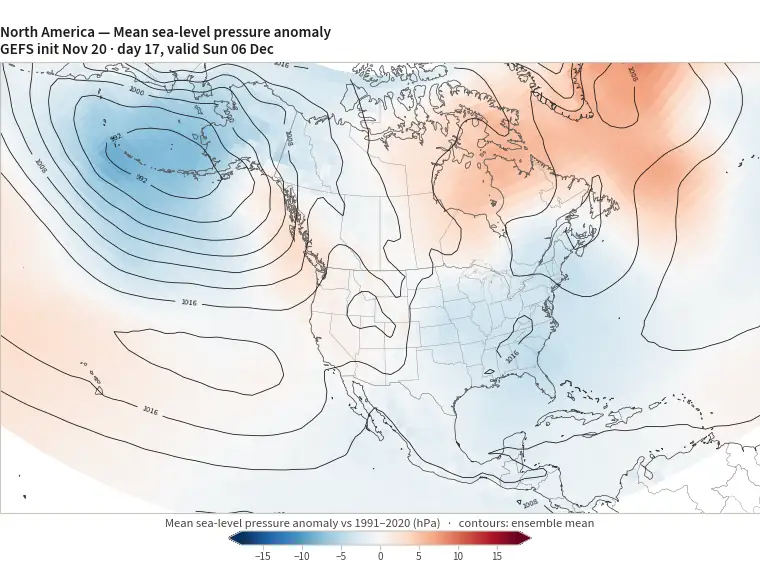 North America — Mean sea-level pressure anomaly
GEFS init Nov 20 · day 17, valid Sun 06 Dec
1016
1000
1008
1008
992
1008
992
1016
1016
1016
1008
Mean sea-level pressure anomaly vs 1991–2020 (hPa) · contours: ensemble mean
−15 −10 −5 0 5 10 15